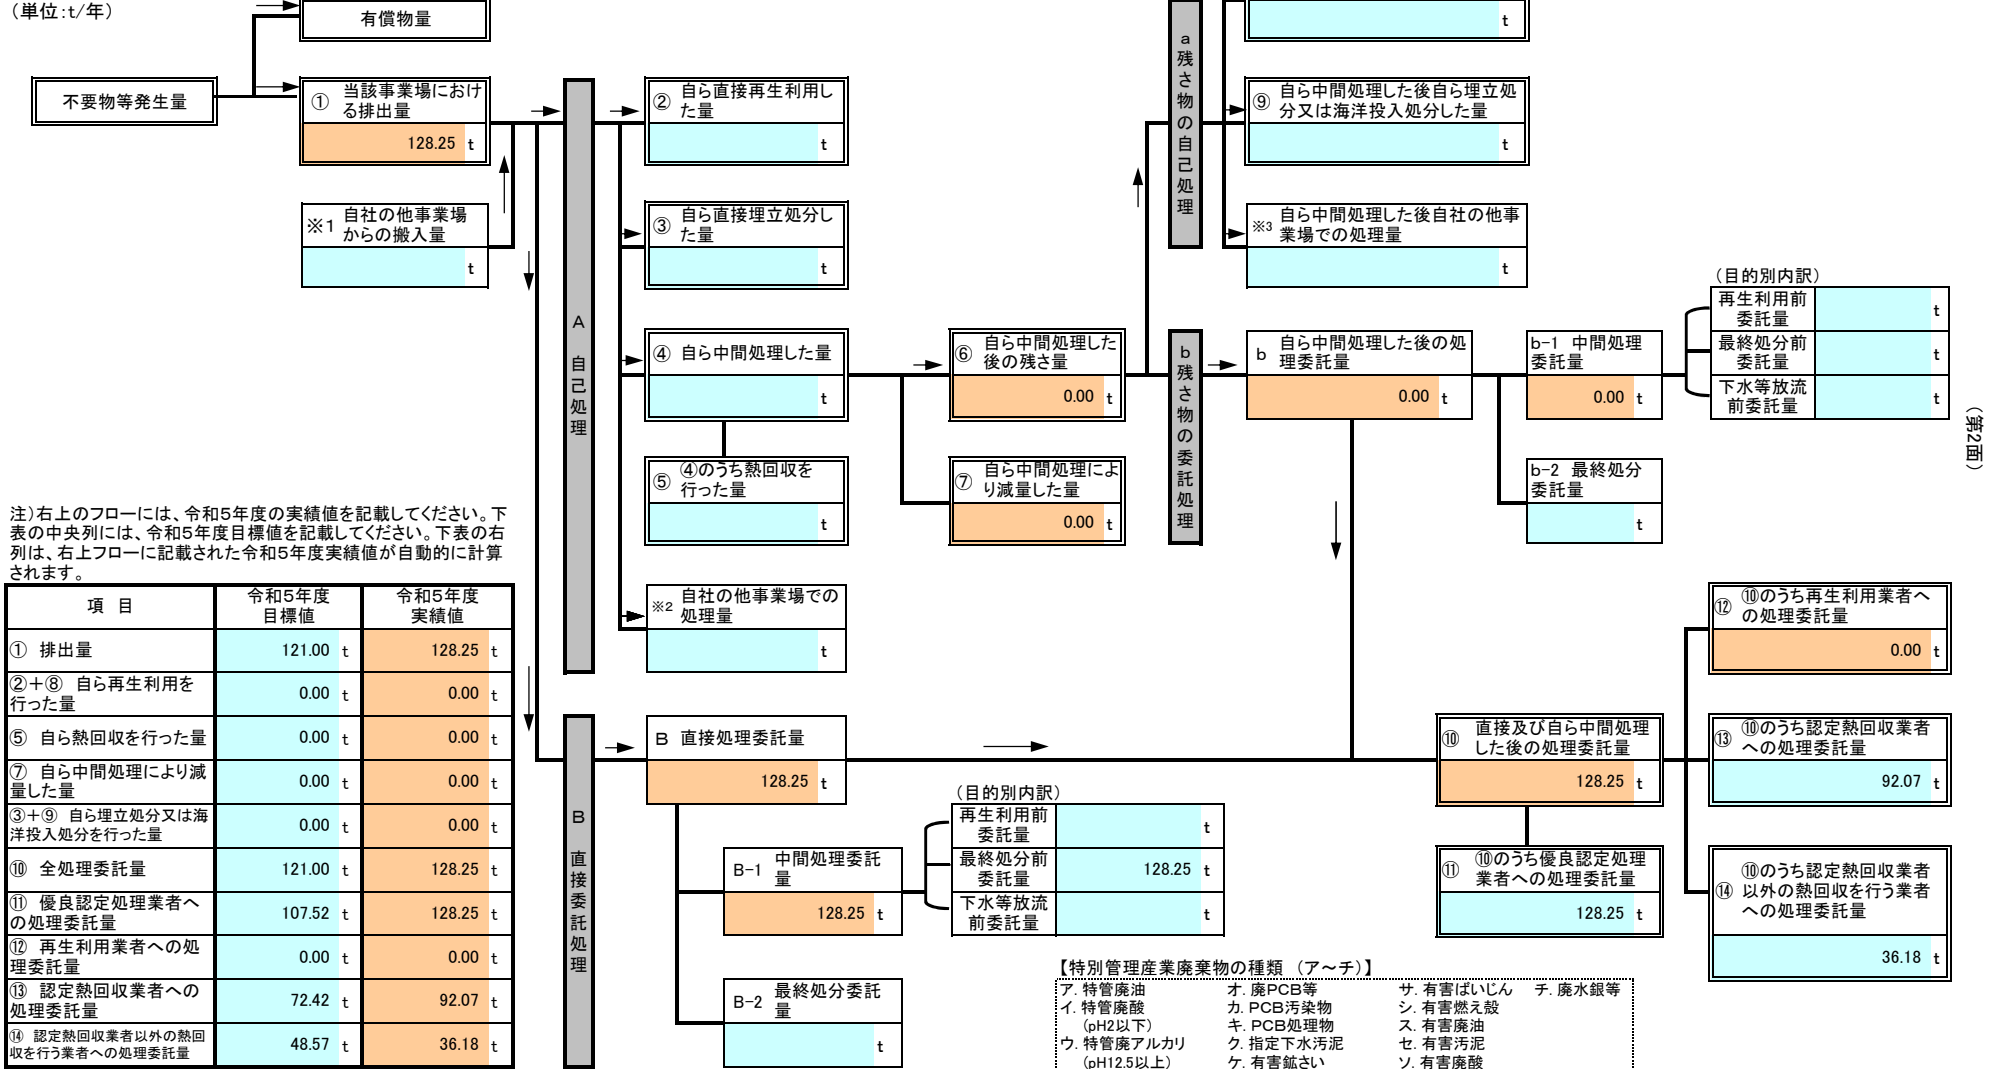 （単位:t/年）
有償物量
不要物等発生量
① 当該事業場におけ
る排出量
128.25 t
※1 自社の他事業場
からの搬入量
t
A 自己処理
② 自ら直接再生利用し
た量
t
③ 自ら直接埋立処分し
た量
t
④ 自ら中間処理した量
t
⑤ ④のうち熱回収を
行った量
t
※2 自社の他事業場での
処理量
t
⑥ 自ら中間処理した
後の残さ量
0.00 t
⑦ 自ら中間処理によ
り減量した量
0.00 t
a残さ物の自己処理
t
⑨ 自ら中間処理した後自ら埋立処
分又は海洋投入処分した量
t
※3 自ら中間処理した後自社の他事
業場での処理量
t
b残さ物の委託処理
b 自ら中間処理した後の処
理委託量
0.00 t
b-1 中間処理
委託量
0.00 t
b-2 最終処分
委託量
t
（目的別内訳）
再生利用前
委託量
t
最終処分前
委託量
t
下水等放流
前委託量
t
（第2面）
注）右上のフローには、令和5年度の実績値を記載してください。下
表の中央列には、令和5年度目標値を記載してください。下表の右
列は、右上フローに記載された令和5年度実績値が自動的に計算
されます。
項 目 令和5年度 目標値 令和5年度 実績値
① 排出量 121.00 t 128.25 t
②＋⑧ 自ら再生利用を
行った量 0.00 t 0.00 t
⑤ 自ら熱回収を行った量 0.00 t 0.00 t
⑦ 自ら中間処理により減
量した量 0.00 t 0.00 t
③＋⑨ 自ら埋立処分又は海
洋投入処分を行った量 0.00 t 0.00 t
⑩ 全処理委託量 121.00 t 128.25 t
⑪ 優良認定処理業者へ
の処理委託量 107.52 t 128.25 t
⑫ 再生利用業者への処
理委託量 0.00 t 0.00 t
⑬ 認定熱回収業者への
処理委託量 72.42 t 92.07 t
⑭ 認定熱回収業者以外の熱回
収を行う業者への処理委託量 48.57 t 36.18 t
B 直接委託処理
B 直接処理委託量
128.25 t
B-1 中間処理委託
量
128.25 t
B-2 最終処分委託
量
t
（目的別内訳）
再生利用前
委託量
t
最終処分前
委託量
128.25 t
下水等放流
前委託量
t
⑩ 直接及び自ら中間処理
した後の処理委託量
128.25 t
⑪ ⑩のうち優良認定処理
業者への処理委託量
128.25 t
⑫ ⑩のうち再生利用業者へ
の処理委託量
0.00 t
⑬ ⑩のうち認定熱回収業者
への処理委託量
92.07 t
⑭ ⑩のうち認定熱回収業者
以外の熱回収を行う業者
への処理委託量
36.18 t
【特別管理産業廃棄物の種類 （ア～チ）】
ア. 特管廃油 オ. 廃PCB等 サ. 有害ばいじん チ. 廃水銀等
イ. 特管廃酸 カ. PCB汚染物 シ. 有害燃え殻
（pH2以下） キ. PCB処理物 ス. 有害廃油
ウ. 特管廃アルカリ ク. 指定下水汚泥 セ. 有害汚泥
（pH12.5以上） ケ. 有害鉱さい ソ. 有害廃酸